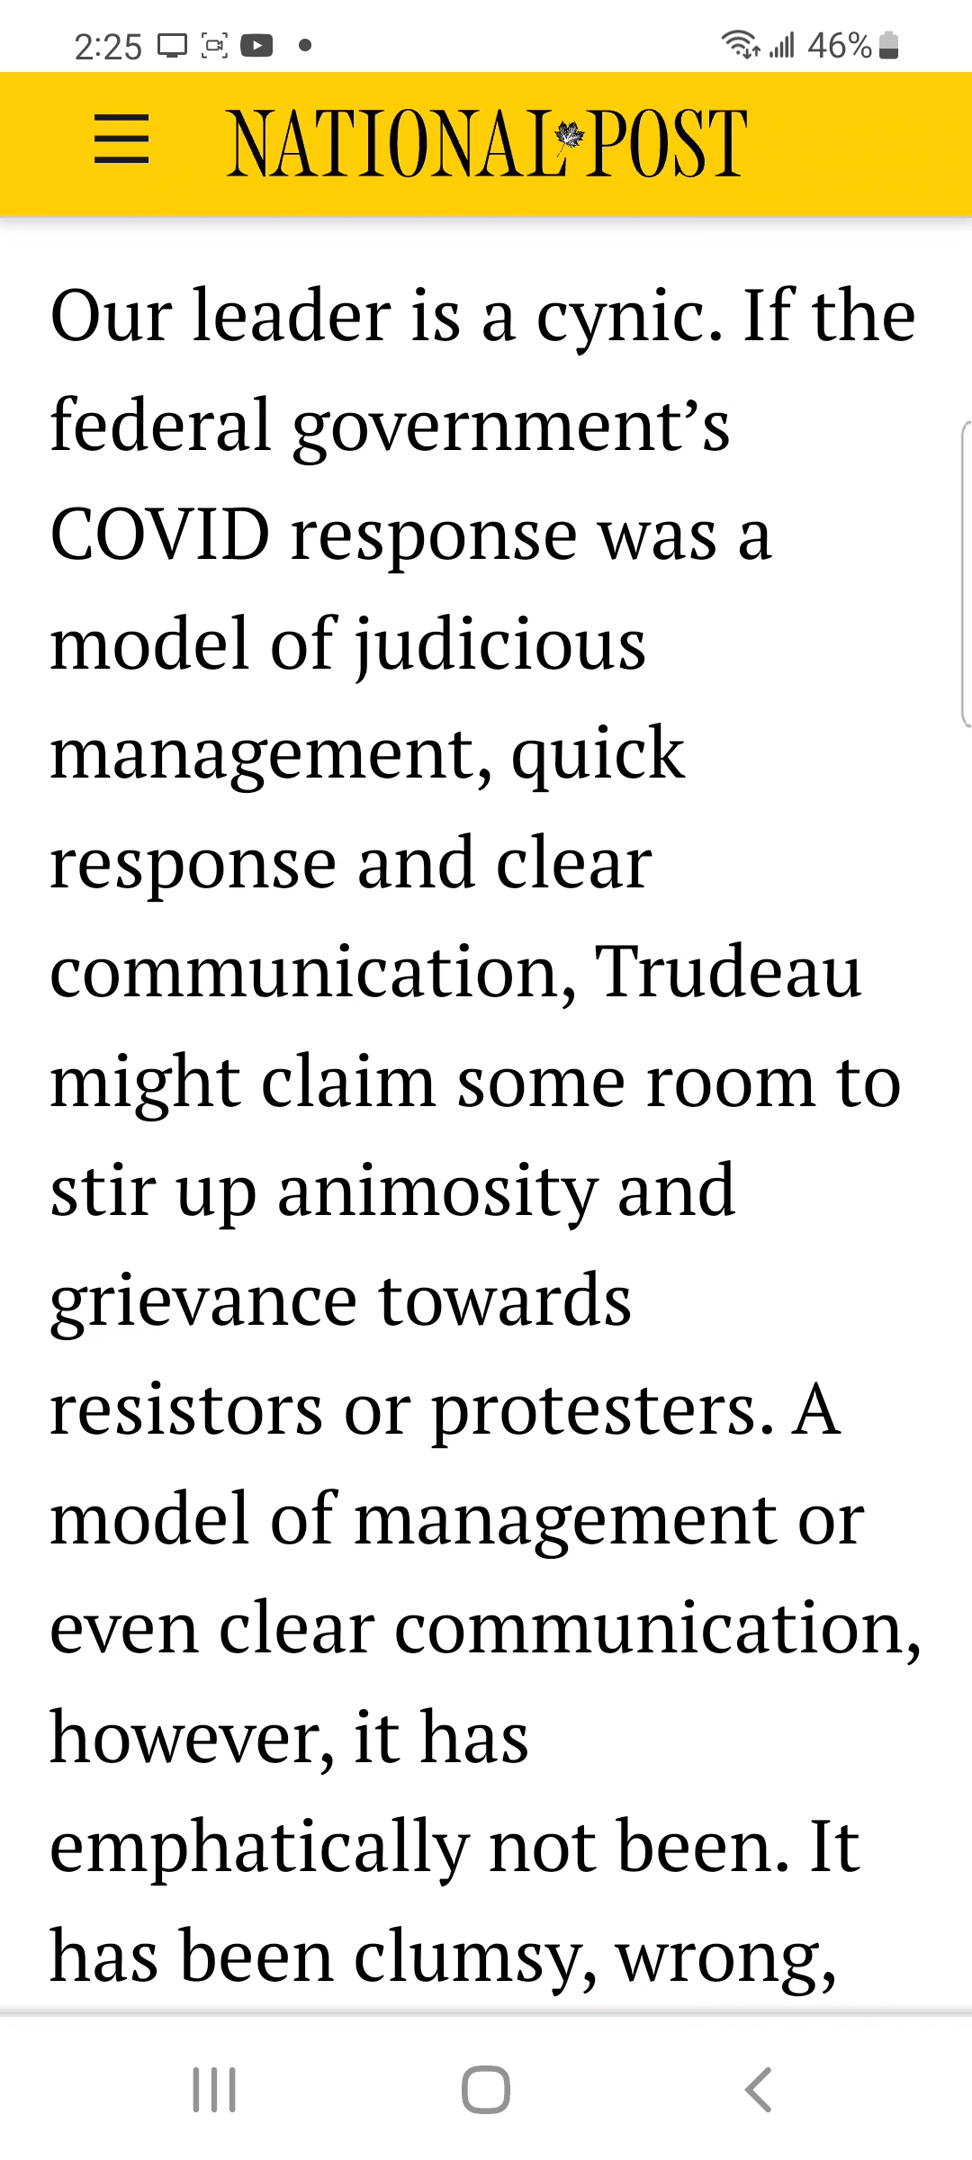 2:25 46%
NATIONAL POST
Our leader is a cynic. If the
federal government’s
COVID response was a
model of judicious
management, quick
response and clear
communication, Trudeau
might claim some room to
stir up animosity and
grievance towards
resistors or protesters. A
model of management or
even clear communication,
however, it has
emphatically not been. It
has been clumsy, wrong,